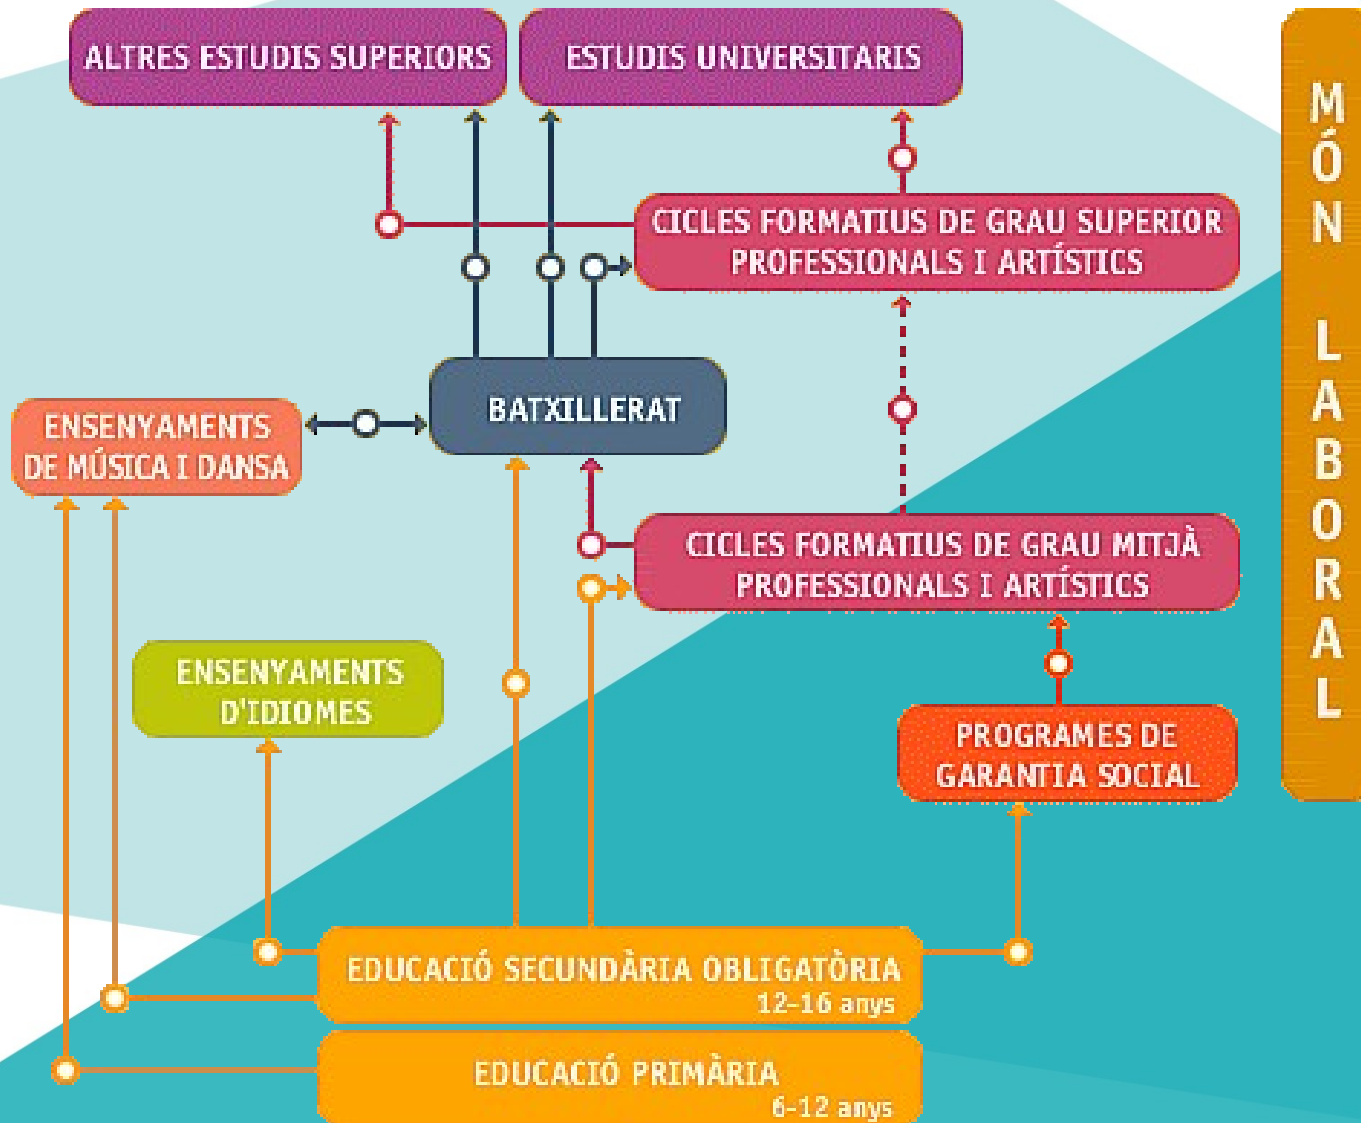 ALTRES ESTUDIS SUPERIORS
ESTUDIS UNIVERSITARIS
CICLES FORMATIUS DE GRAU SUPERIOR
PROFESSIONALS I ARTÍSTICS
BATXILLERAT
ENSENYAMENTS
DE MÚSICA I DANSA
CICLES FORMATIUS DE GRAU MITJÀ
PROFESSIONALS I ARTÍSTICS
ENSENYAMENTS
D'IDIOMES
PROGRAMES DE
GARANTIA SOCIAL
EDUCACIÓ SECUNDÀRIA OBLIGATÒRIA
12-16 anys
EDUCACIÓ PRIMÀRIA
6-12 anys
MÓN LABORAL